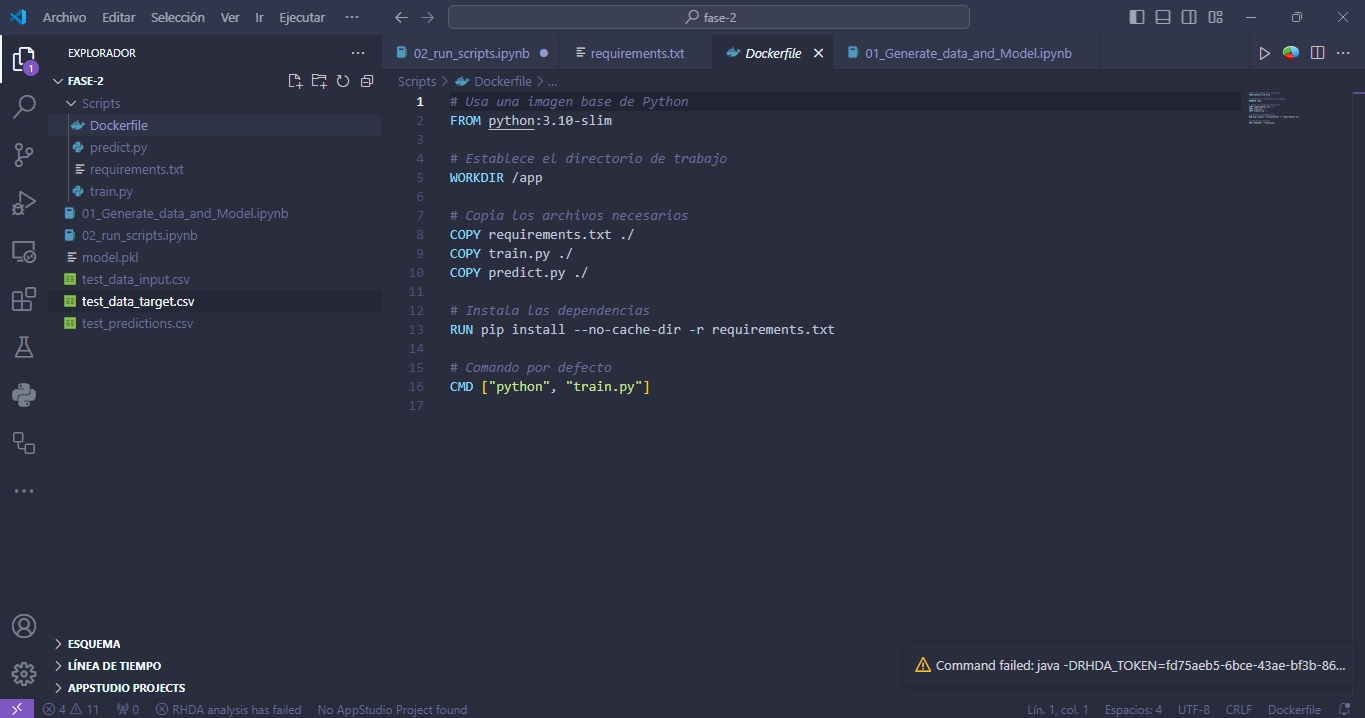 Archivo Editar Selección Ver Ir Ejecutar ···
fase-2
EXPLORADOR
1
FASE-2
Scripts
Dockerfile
predict.py
requirements.txt
train.py
01_Generate_data_and_Model.ipynb
02_run_scripts.ipynb
model.pkl
test_data_input.csv
test_data_target.csv
test_predictions.csv
ESQUEMA
LÍNEA DE TIEMPO
APPSTUDIO PROJECTS
02_run_scripts.ipynb requirements.txt Dockerfile 01_Generate_data_and_Model.ipynb
Scripts > Dockerfile > ...
1 # Usa una imagen base de Python
2 FROM python:3.10-slim
3
4 # Establece el directorio de trabajo
5 WORKDIR /app
6
7 # Copia los archivos necesarios
8 COPY requirements.txt ./
9 COPY train.py ./
10 COPY predict.py ./
11
12 # Instala las dependencias
13 RUN pip install --no-cache-dir -r requirements.txt
14
15 # Comando por defecto
16 CMD ["python", "train.py"]
17
Command failed: java -DRHDA_TOKEN=fd75aeb5-6bce-43ae-bf3b-86...
4 11 0 RHDA analysis has failed No AppStudio Project found Lín. 1, col. 1 Espacios: 4 UTF-8 CRLF Dockerfile